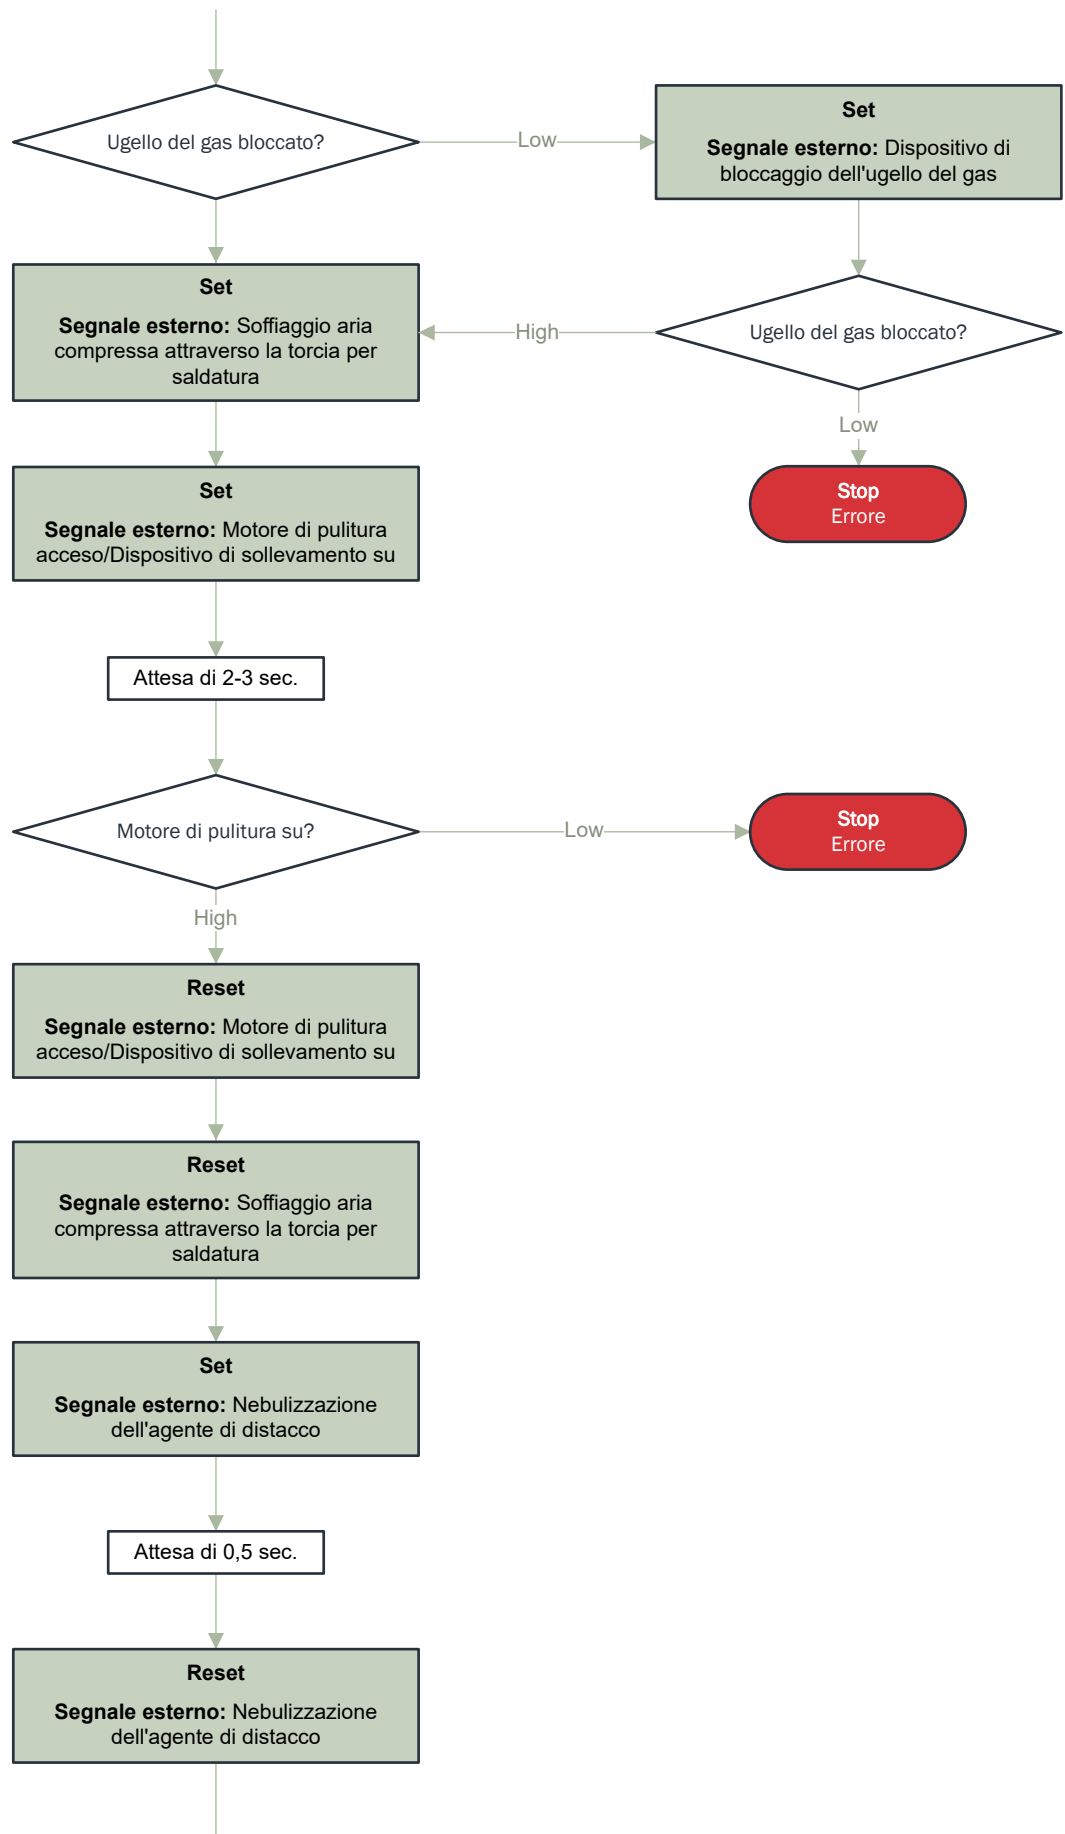 Ugello del gas bloccato?
Low
Set
Segnale esterno: Dispositivo di
bloccaggio dell'ugello del gas
Set
Segnale esterno: Soffiaggio aria
compressa attraverso la torcia per
saldatura
High
Ugello del gas bloccato?
Low
Stop
Errore
Set
Segnale esterno: Motore di pulitura
acceso/Dispositivo di sollevamento su
Attesa di 2-3 sec.
Motore di pulitura su?
Low
Stop
Errore
High
Reset
Segnale esterno: Motore di pulitura
acceso/Dispositivo di sollevamento su
Reset
Segnale esterno: Soffiaggio aria
compressa attraverso la torcia per
saldatura
Set
Segnale esterno: Nebulizzazione
dell'agente di distacco
Attesa di 0,5 sec.
Reset
Segnale esterno: Nebulizzazione
dell'agente di distacco